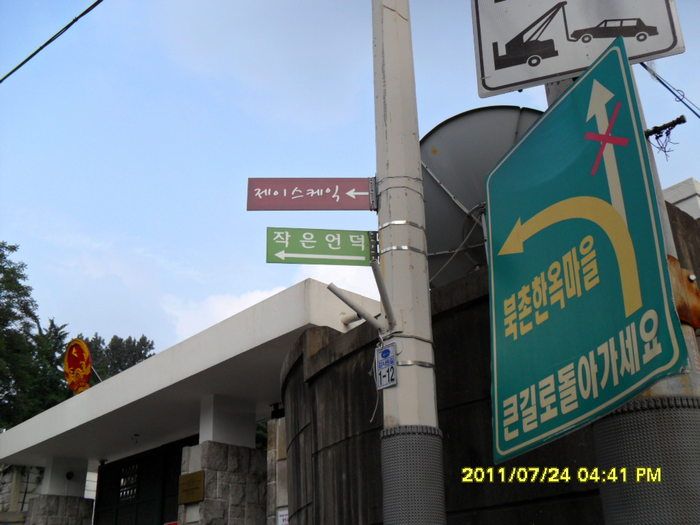 제이스케익
작은언덕
1-12
북촌한옥마을
큰길로돌아가세요
2011/07/24 04:41 PM